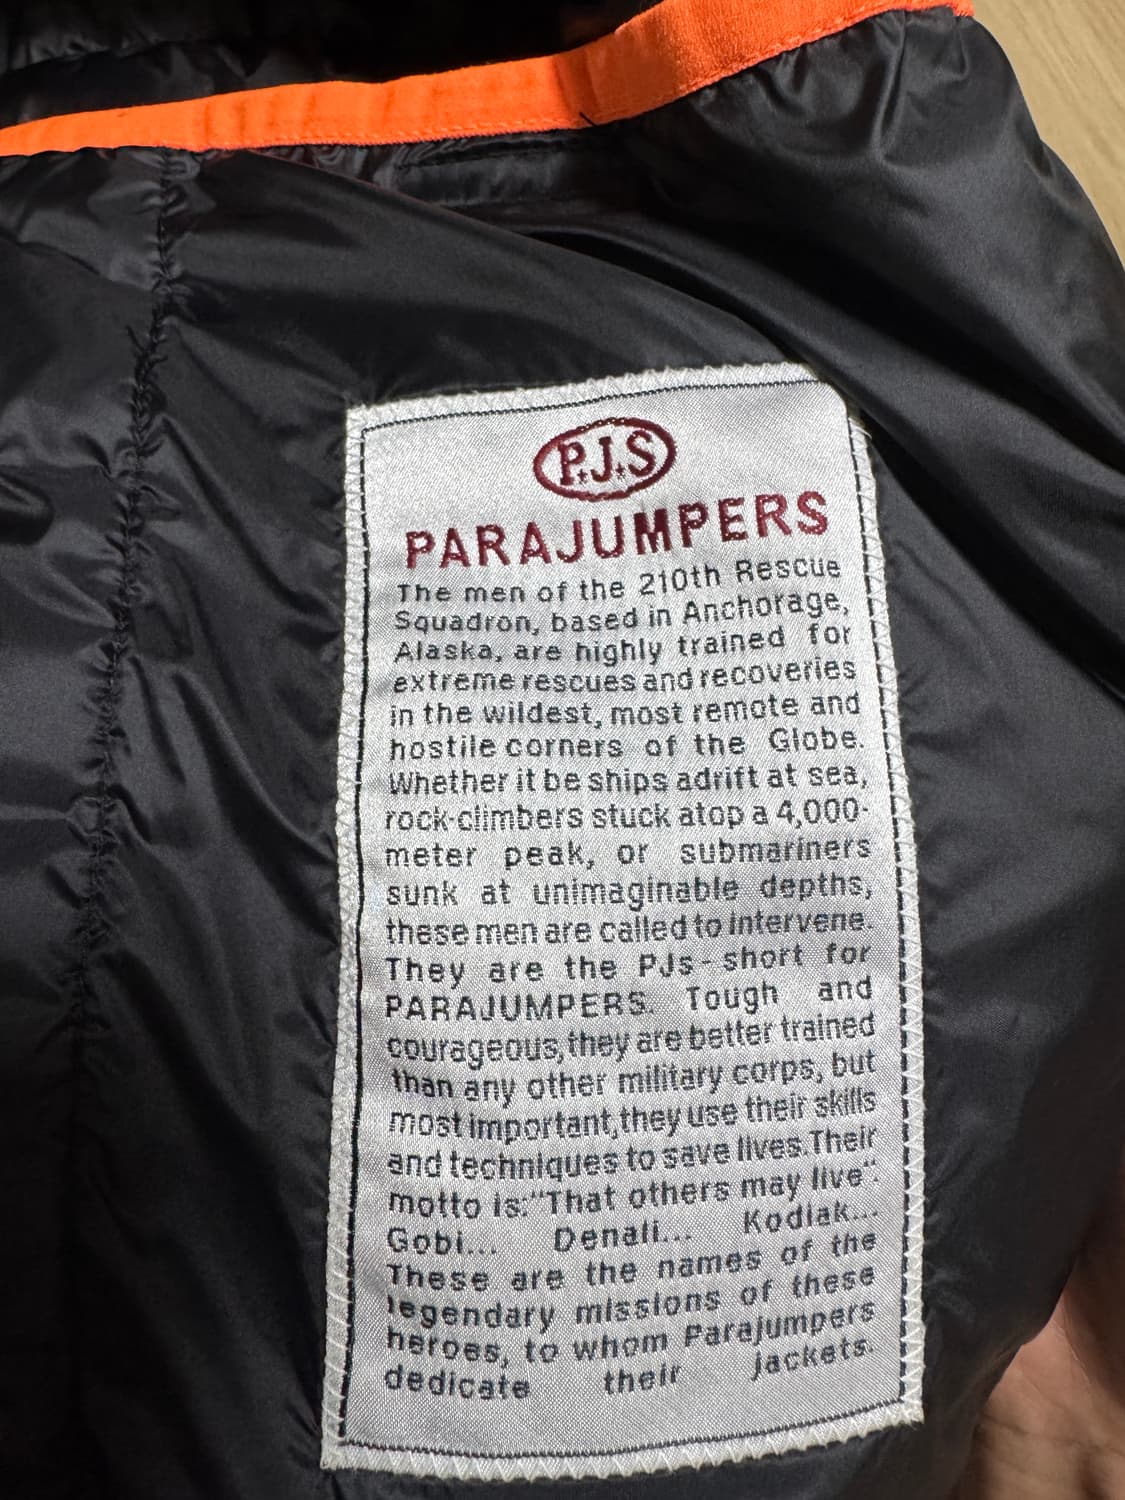 P.J.S
PARAJUMPERS
The men of the 210th Rescue
Squadron, based in Anchorage,
Alaska, are highly trained for
extreme rescues and recoveries
in the wildest, most remote and
hostile corners of the Globe.
Whether it be ships adrift at sea,
rock-climbers stuck atop a 4,000-
meter peak, or submariners
sunk at unimaginable depths,
these men are called to intervene.
They are the PJs-short for
PARAJUMPERS. Tough and
courageous, they are better trained
than any other military corps, but
most important, they use their skills
and techniques to save lives. Their
motto is: "That others may live".
Gobi... Denali... Kodiak...
These are the names of the
legendary missions of these
heroes, to whom Parajumpers
dedicate their jackets.